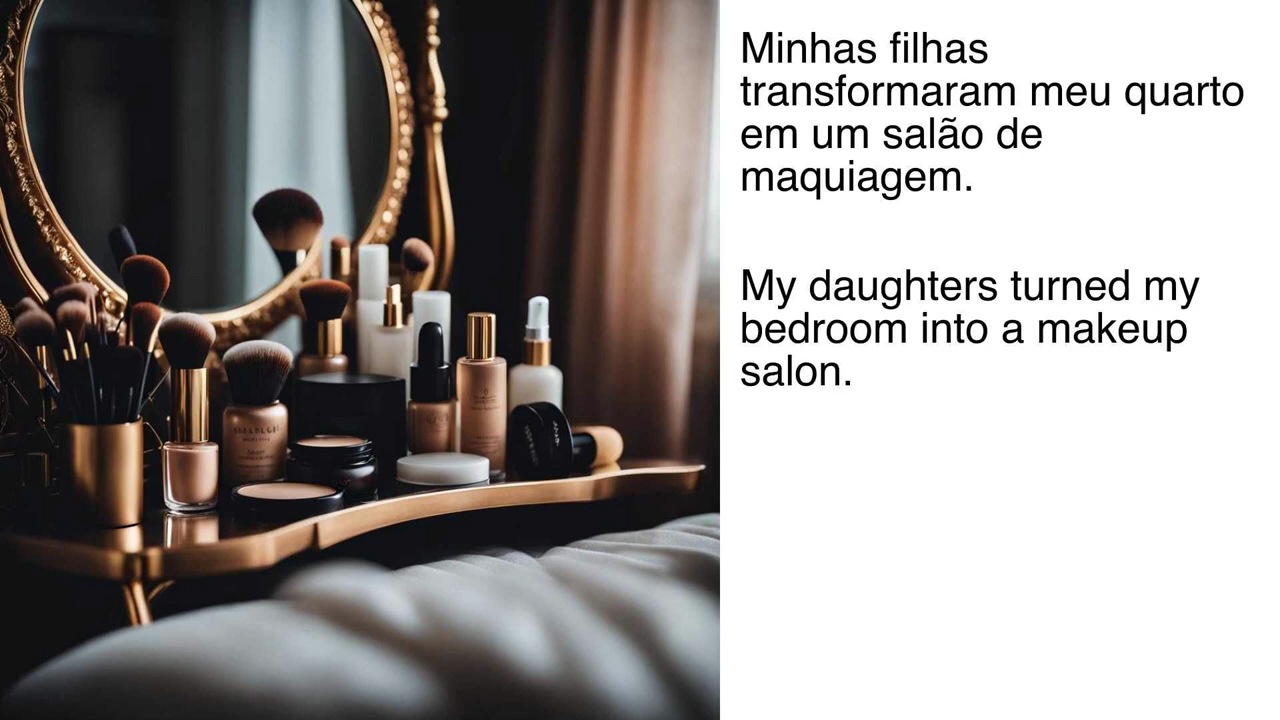 Minhas filhas
transformaram meu quarto
em um salão de
maquiagem.
My daughters turned my
bedroom into a makeup
salon.